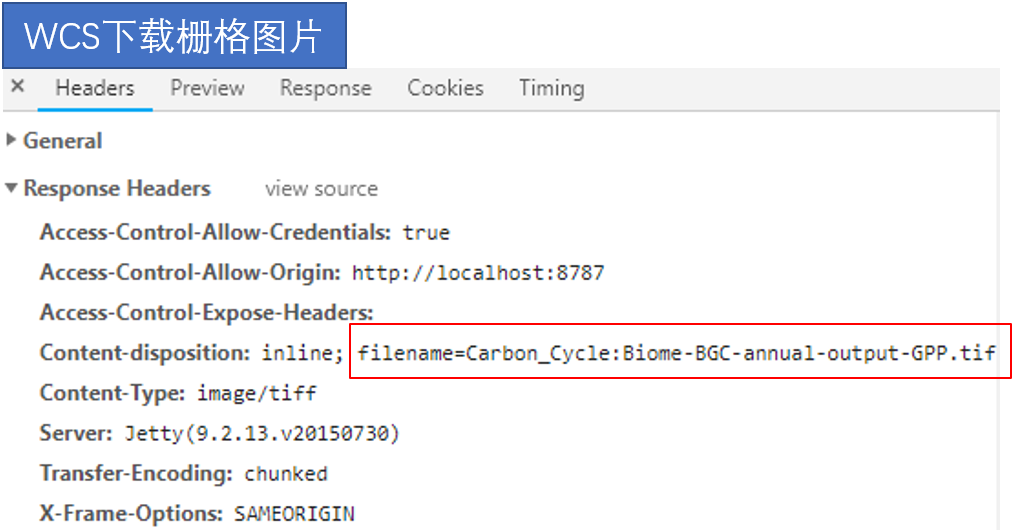 WCS下载栅格图片
× Headers Preview Response Cookies Timing
General
Response Headers view source
Access-Control-Allow-Credentials: true
Access-Control-Allow-Origin: http://localhost:8787
Access-Control-Expose-Headers:
Content-disposition: inline; filename=Carbon_Cycle:Biome-BGC-annual-output-GPP.tif
Content-Type: image/tiff
Server: Jetty(9.2.13.v20150730)
Transfer-Encoding: chunked
X-Frame-Options: SAMEORIGIN